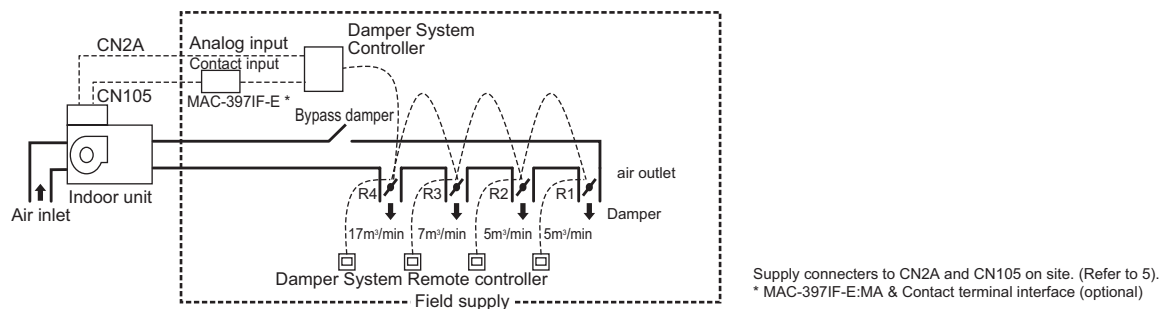 CN2A
Analog input
Damper System
Controller
Contact input
CN105
MAC-397IF-E *
Bypass damper
air outlet
R4
R3
R2
R1
Indoor unit
Air inlet
Damper
17m³/min
7m³/min
5m³/min
5m³/min
Damper System Remote controller
Field supply
Supply connecters to CN2A and CN105 on site. (Refer to 5).
* MAC-397IF-E:MA & Contact terminal interface (optional)